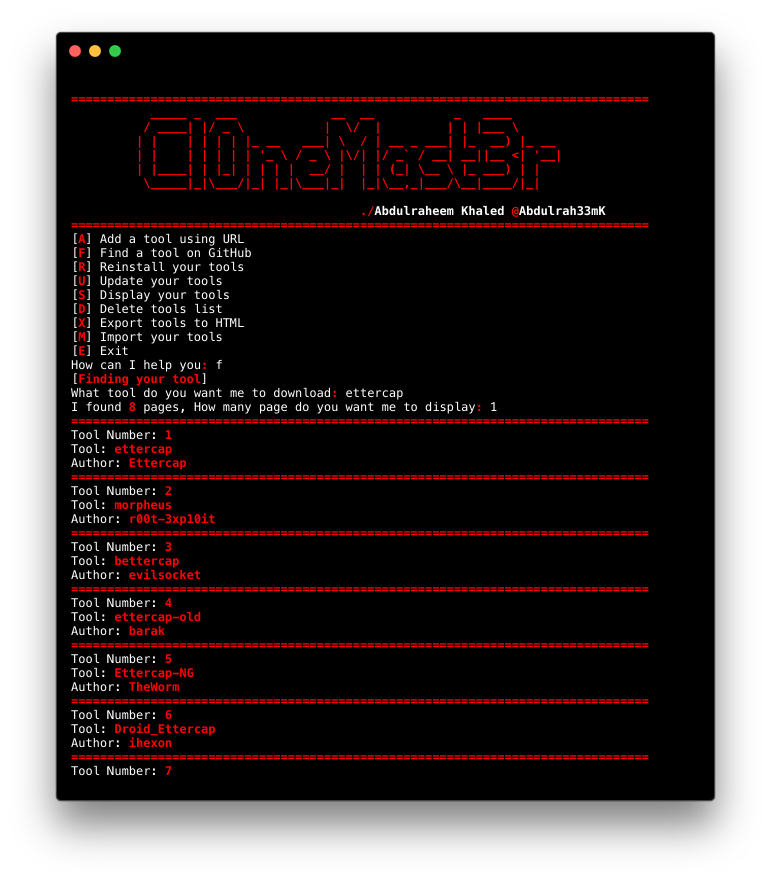 ================================================================================
Cl0neMast3r
./Abdulraheem Khaled @Abdulrah33mK
================================================================================
[A] Add a tool using URL
[F] Find a tool on GitHub
[R] Reinstall your tools
[U] Update your tools
[S] Display your tools
[D] Delete tools list
[X] Export tools to HTML
[M] Import your tools
[E] Exit
How can I help you: f
[Finding your tool]
What tool do you want me to download: ettercap
I found 8 pages, How many page do you want me to display: 1
================================================================================
Tool Number: 1
Tool: ettercap
Author: Ettercap
================================================================================
Tool Number: 2
Tool: morpheus
Author: r00t-3xp10it
================================================================================
Tool Number: 3
Tool: bettercap
Author: evilsocket
================================================================================
Tool Number: 4
Tool: ettercap-old
Author: barak
================================================================================
Tool Number: 5
Tool: Ettercap-NG
Author: TheWorm
================================================================================
Tool Number: 6
Tool: Droid_Ettercap
Author: ihexon
================================================================================
Tool Number: 7